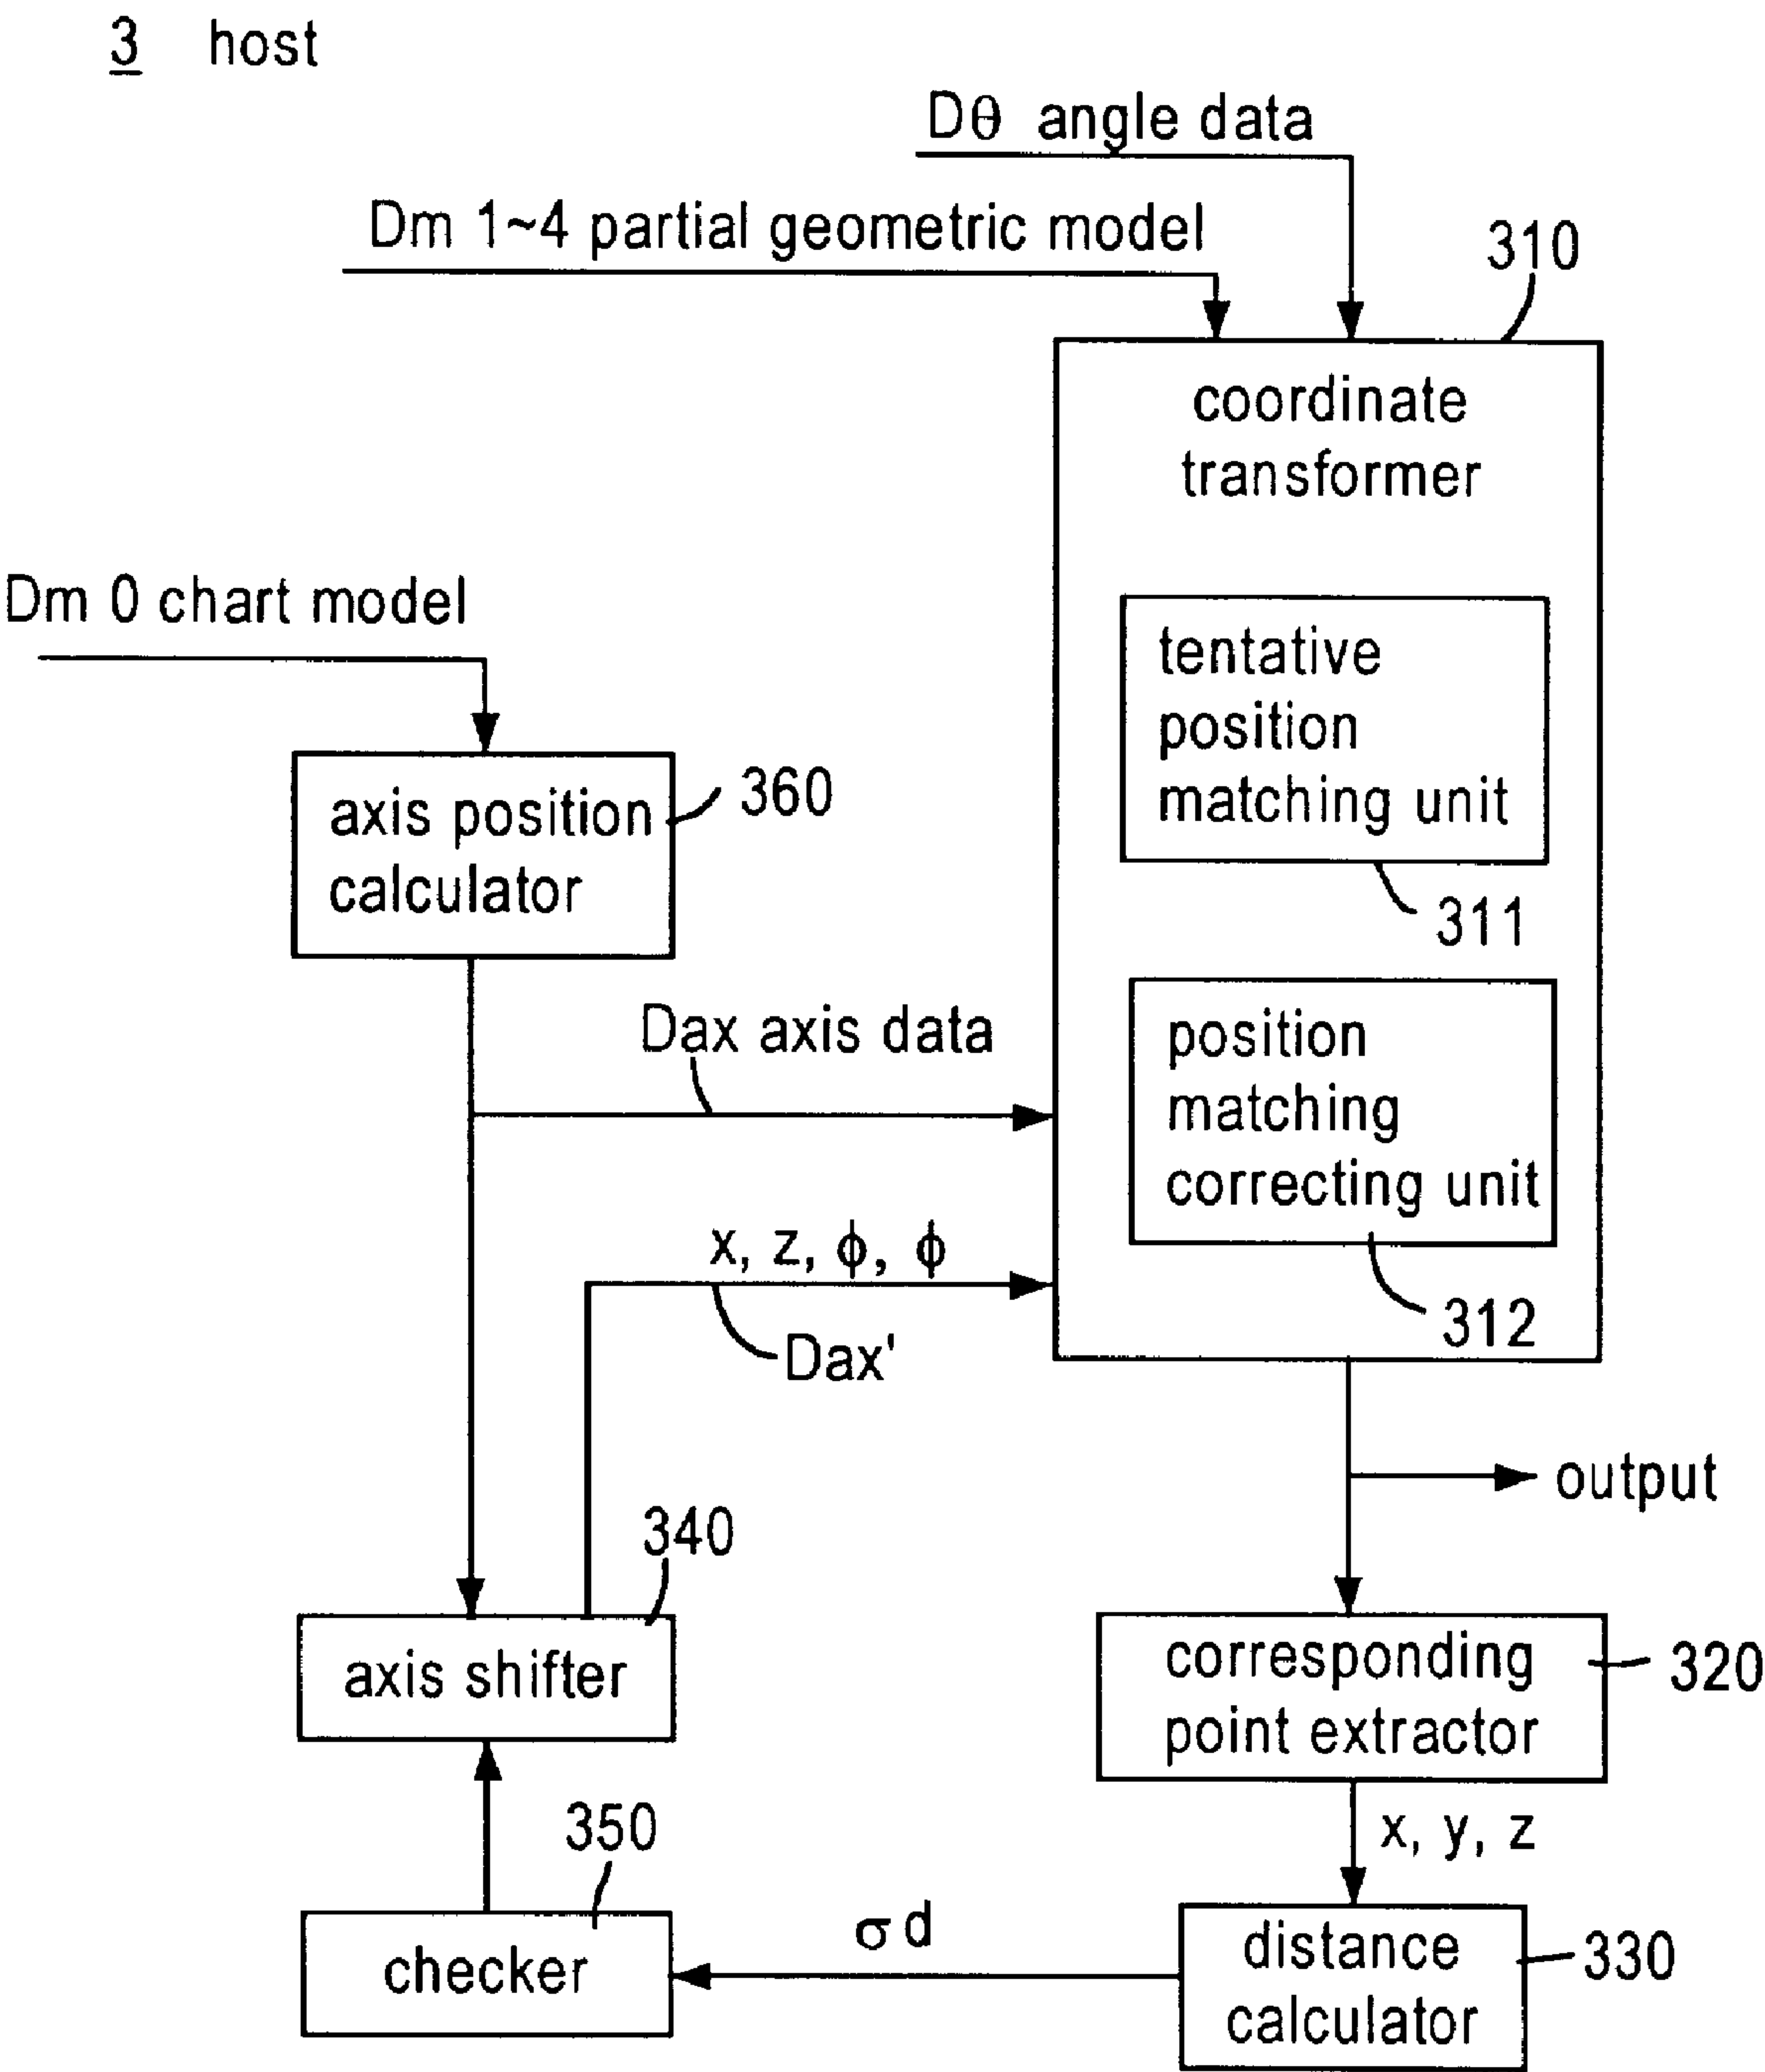 3 host
Dθ angle data
Dm 1~4 partial geometric model
310
coordinate
transformer
Dm 0 chart model
tentative
position
matching unit
360
axis position
calculator
311
Dax axis data
position
matching
correcting unit
x, z, ϕ, ϕ
312
Dax'
output
340
axis shifter
corresponding
point extractor
320
350
x, y, z
σd
checker
distance
calculator
330